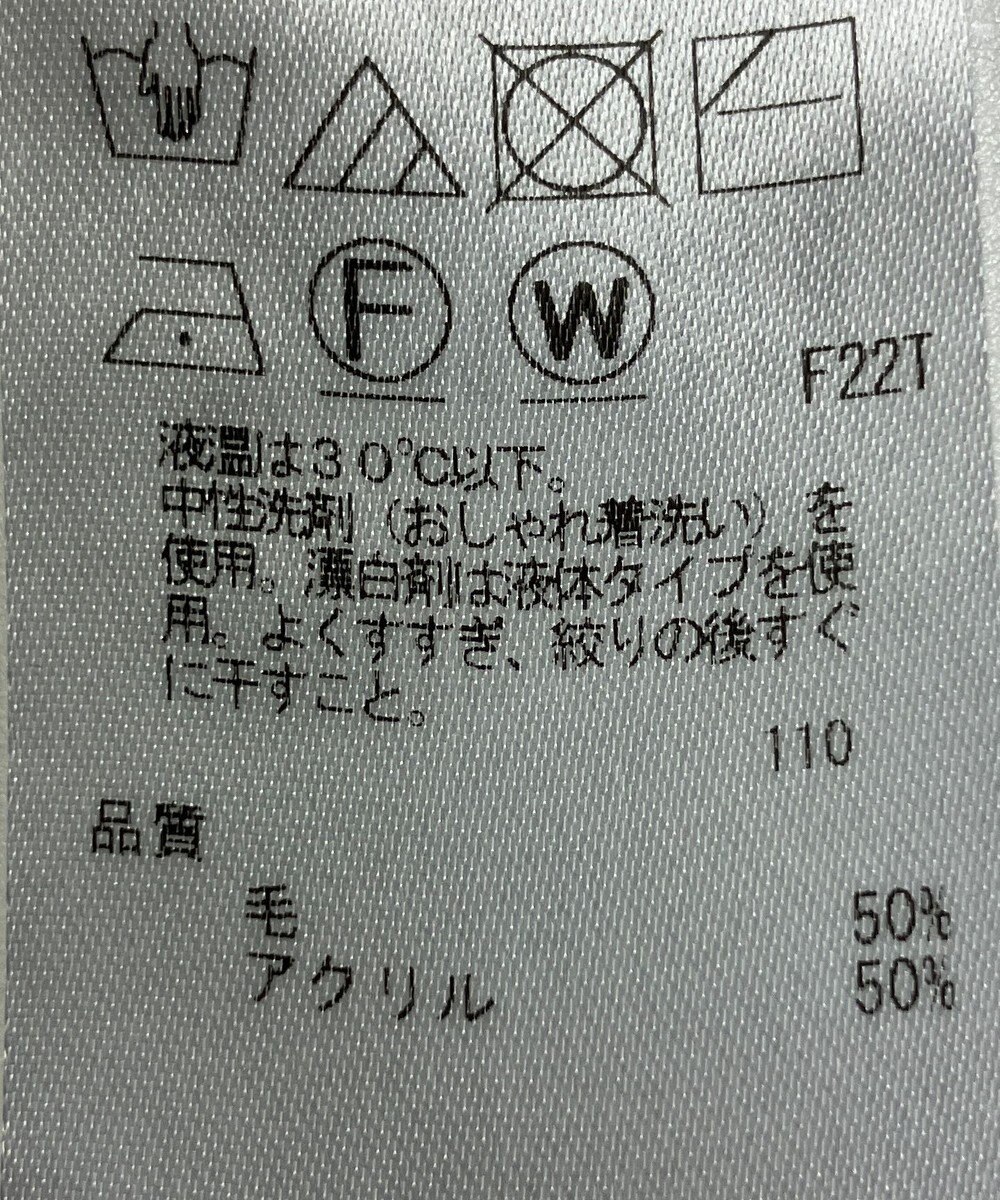 F W
F22T
液温は30℃以下。
中性洗剤(おしゃれ着洗い)を
使用。漂白剤は液体タイプを使
用。よくすすぎ、絞りの後すぐ
に干すこと。
110
品質
毛 50%
アクリル 50%